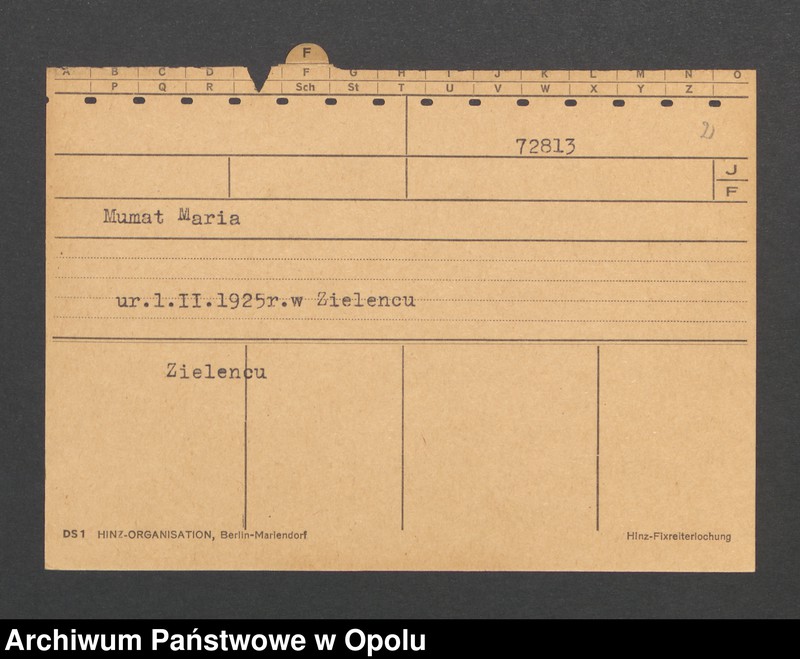 F
A B C D F G H I J K L M N O
P Q R Sch St T U V W X Y Z
2)
72813
J
F
Mumat Maria
ur.1.II.1925r.w Zielencu
Zielencu
DS1 HINZ-ORGANISATION, Berlin-Mariendorf Hinz-Fixreiterlochung
Archiwum Państwowe w Opolu